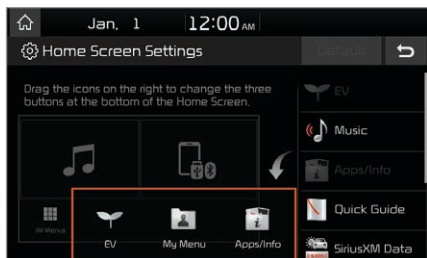 Jan. 1 12:00 AM
Home Screen Settings
Default
Drag the icons on the
right to change the three
buttons at the bottom of the Home Screen.
EV
Music
Apps/Info
Quick Guide
SiriusXM Data
All Menus
EV
My Menu
Apps/Info